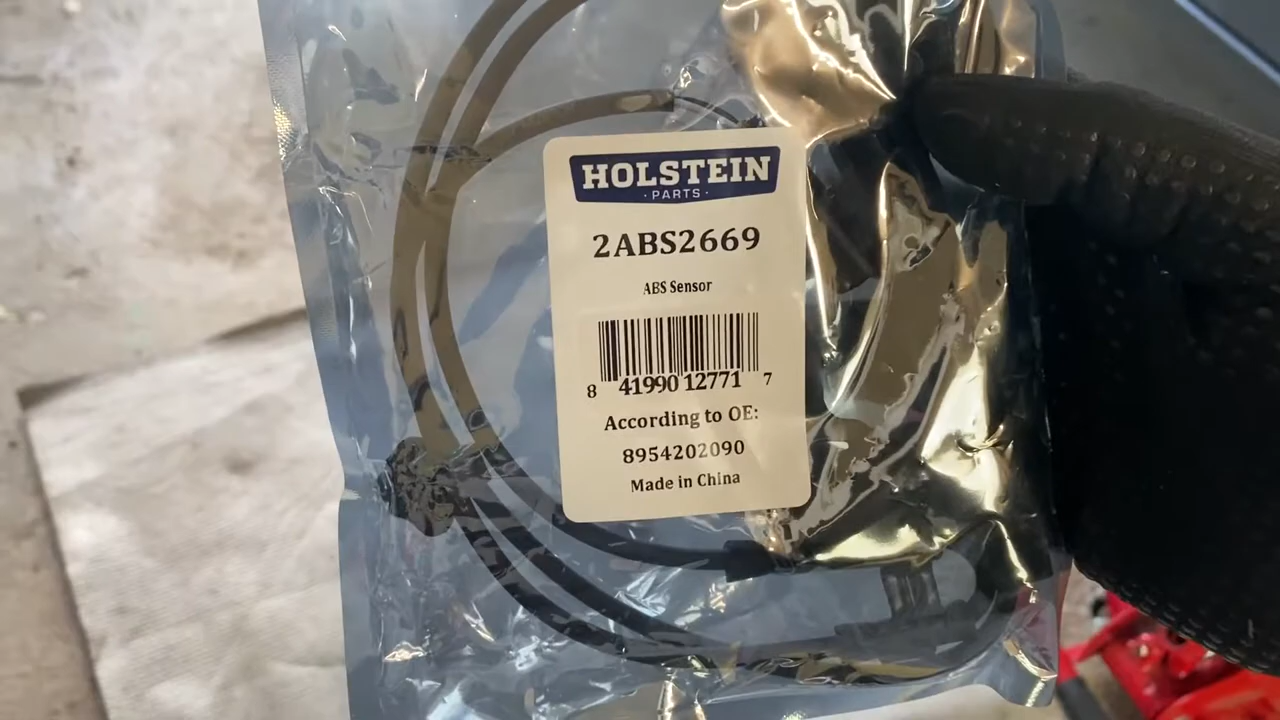 HOLSTEIN
· PARTS ·
2ABS2669
ABS Sensor
8 41990 12771 7
According to OE:
8954202090
Made in China